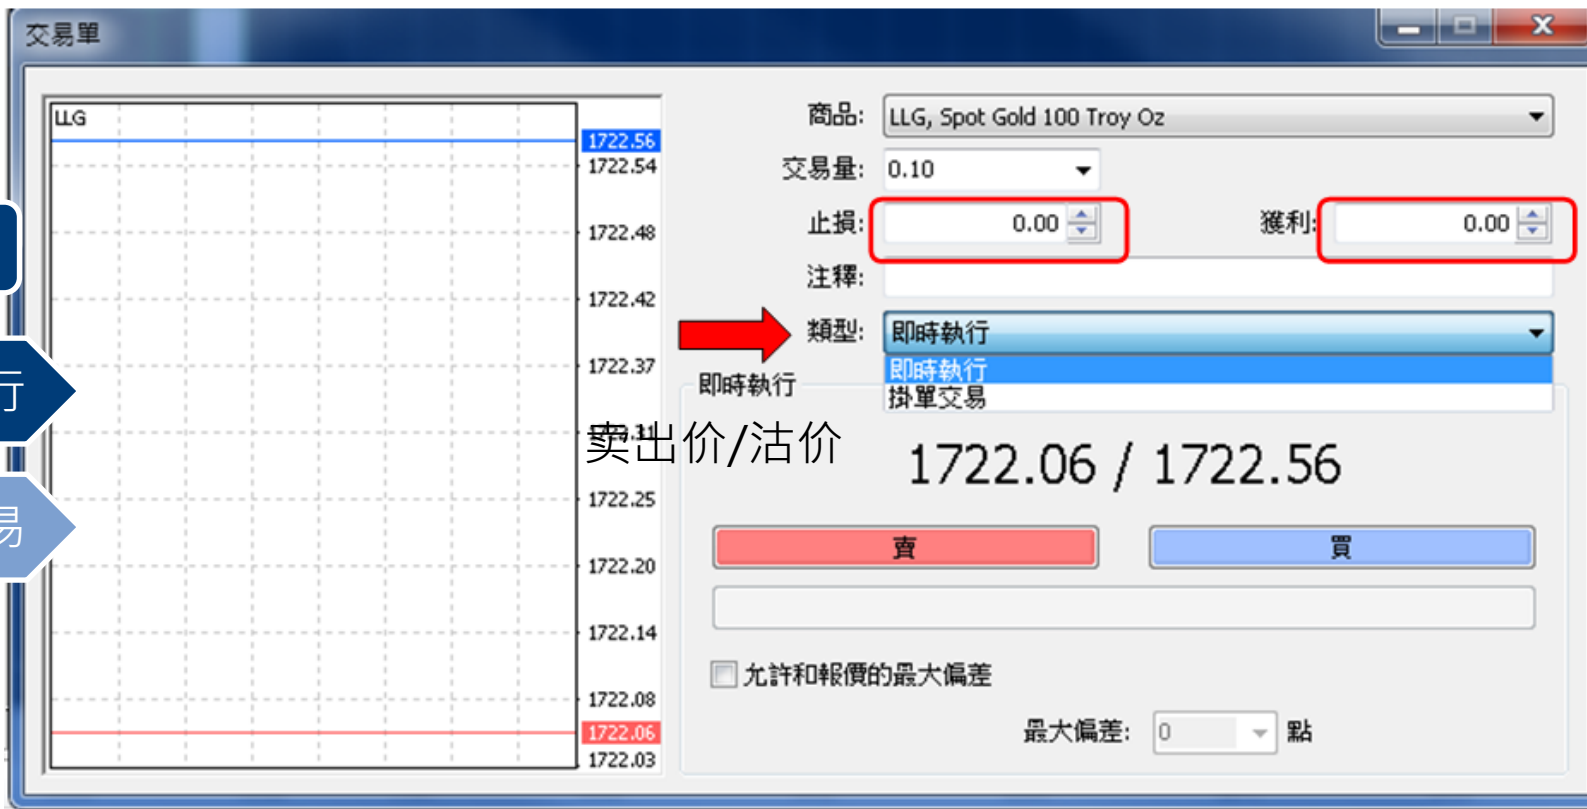 交易單
LLG
1722.56
1722.54
1722.48
1722.42
1722.37
1722.31
1722.25
1722.20
1722.14
1722.08
1722.06
1722.03
行
易
商品: LLG, Spot Gold 100 Troy Oz
交易量: 0.10
止損: 0.00 獲利: 0.00
注釋:
類型: 即時執行
即時執行
掛單交易
即時執行
卖出价/沽价
1722.06 / 1722.56
賣 買
允許和報價的最大偏差
最大偏差: 0 點